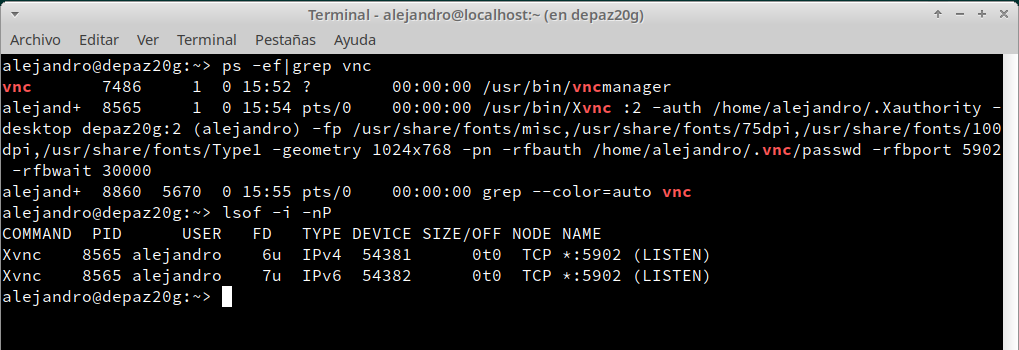 Terminal - alejandro@localhost:~ (en depaz20g)
Archivo Editar Ver Terminal Pestañas Ayuda
alejandro@depaz20g:~> ps -ef|grep vnc
vnc       7486     1  0 15:52 ?        00:00:00 /usr/bin/vncmanager
alejand+  8565     1  0 15:54 pts/0    00:00:00 /usr/bin/Xvnc :2 -auth /home/alejandro/.Xauthority -
desktop depaz20g:2 (alejandro) -fp /usr/share/fonts/misc,/usr/share/fonts/75dpi,/usr/share/fonts/100
dpi,/usr/share/fonts/Type1 -geometry 1024x768 -pn -rfbauth /home/alejandro/.vnc/passwd -rfbport 5902
 -rfbwait 30000
alejand+  8860  5670  0 15:55 pts/0    00:00:00 grep --color=auto vnc
alejandro@depaz20g:~> lsof -i -nP
COMMAND  PID      USER   FD   TYPE DEVICE SIZE/OFF NODE NAME
Xvnc    8565 alejandro    6u  IPv4  54381      0t0  TCP *:5902 (LISTEN)
Xvnc    8565 alejandro    7u  IPv6  54382      0t0  TCP *:5902 (LISTEN)
alejandro@depaz20g:~>